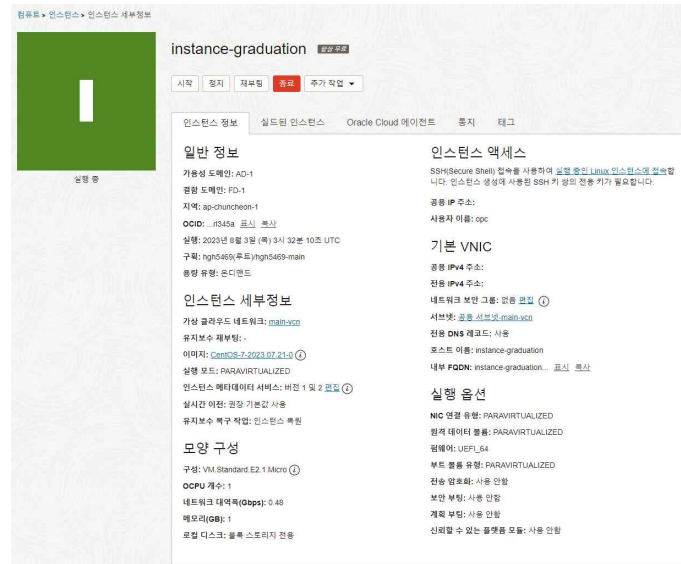 컴퓨트 » 인스턴스 » 인스턴스 세부정보
I
실행 중
instance-graduation 항상 무료
시작 정지 재부팅 종료 추가 작업
인스턴스 정보 실드된 인스턴스 Oracle Cloud 에이전트 통지 태그
일반 정보
가용성 도메인: AD-1
결함 도메인: FD-1
지역: ap-chuncheon-1
OCID: ...rl345a 표시 복사
실행: 2023년 8월 3일 (목) 3시 32분 10초 UTC
구획: hgh5469(루트)/hgh5469-main
용량 유형: 온디맨드
인스턴스 세부정보
가상 클라우드 네트워크: main-vcn
유지보수 재부팅: -
이미지: CentOS-7-2023.07.21-0
실행 모드: PARAVIRTUALIZED
인스턴스 메타데이터 서비스: 버전 1 및 2 편집
실시간 이전: 권장 기본값 사용
유지보수 복구 작업: 인스턴스 복원
모양 구성
구성: VM.Standard.E2.1.Micro
OCPU 개수: 1
네트워크 대역폭(Gbps): 0.48
메모리(GB): 1
로컬 디스크: 블록 스토리지 전용
인스턴스 액세스
SSH(Secure Shell) 접속을 사용하여 실행 중인 Linux 인스턴스에 접속합
니다. 인스턴스 생성에 사용된 SSH 키 쌍의 전용 키가 필요합니다.
공용 IP 주소:
사용자 이름: opc
기본 VNIC
공용 IPv4 주소:
전용 IPv4 주소:
네트워크 보안 그룹: 없음 편집
서브넷: 공용 서브넷-main-vcn
전용 DNS 레코드: 사용
호스트 이름: instance-graduation
내부 FQDN: instance-graduation... 표시 복사
실행 옵션
NIC 연결 유형: PARAVIRTUALIZED
원격 데이터 볼륨: PARAVIRTUALIZED
펌웨어: UEFI_64
부트 볼륨 유형: PARAVIRTUALIZED
전송 암호화: 사용 안함
보안 부팅: 사용 안함
계획 부팅: 사용 안함
신뢰할 수 있는 플랫폼 모듈: 사용 안함